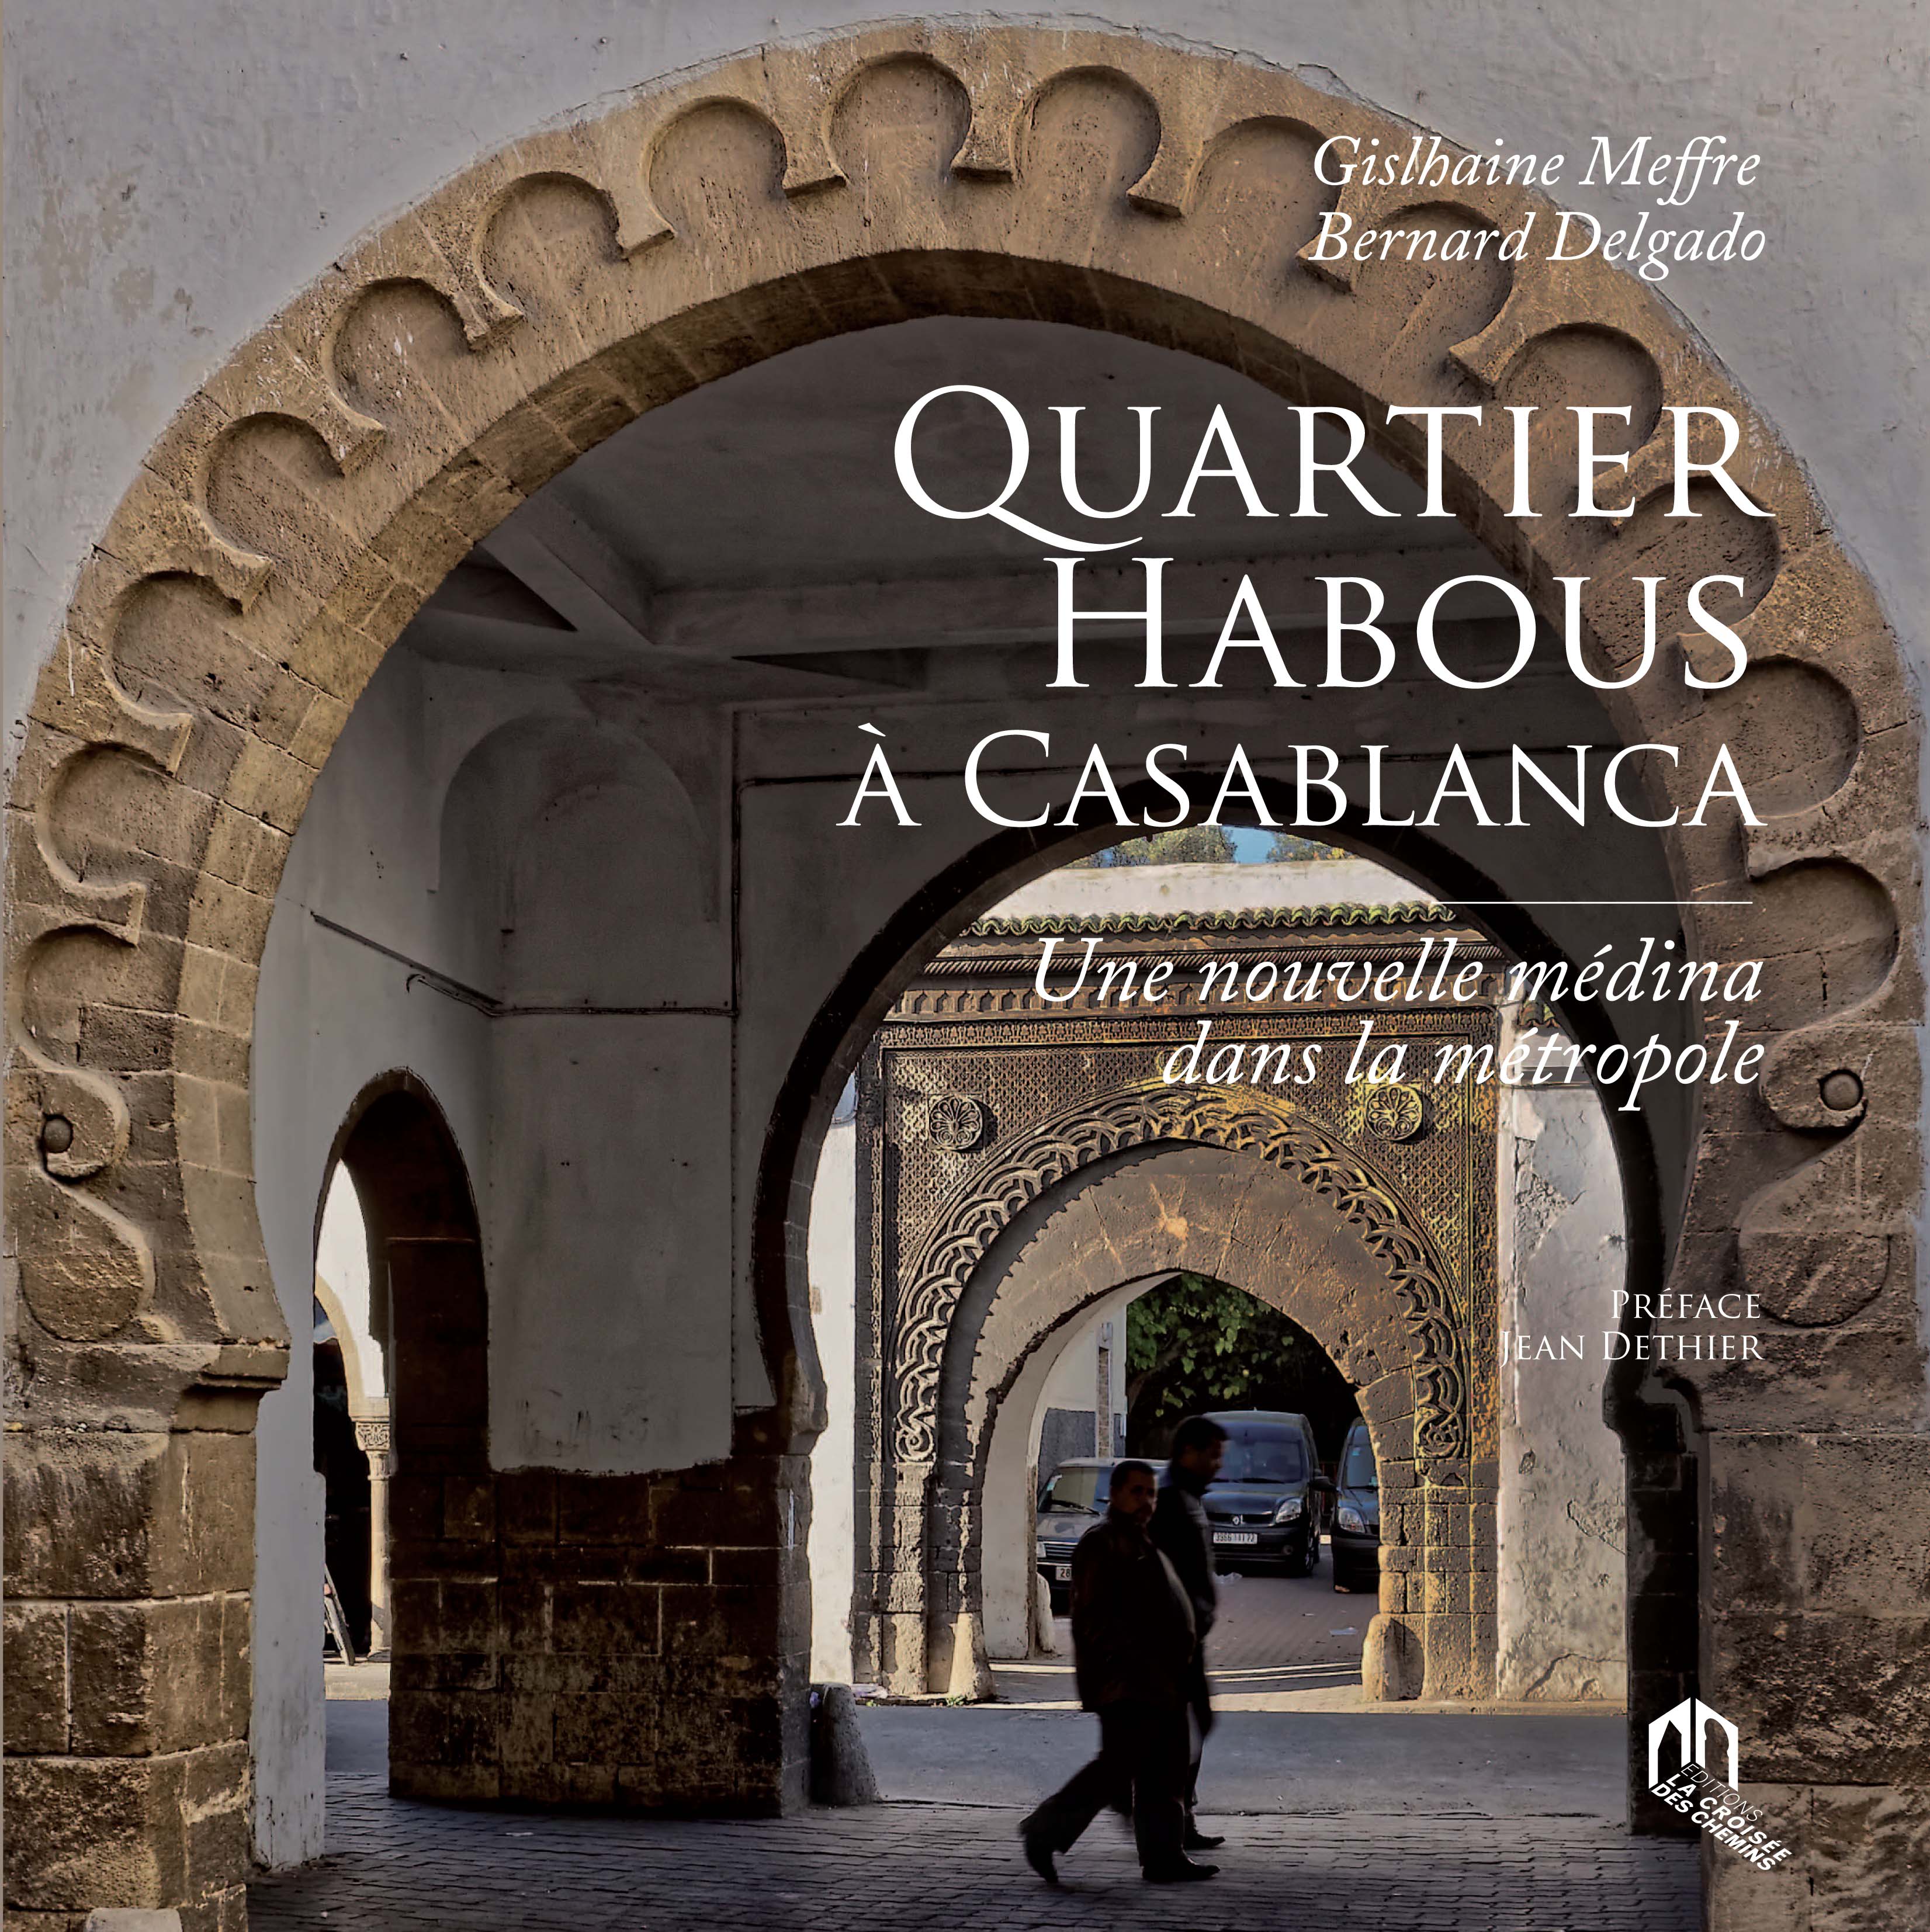 Gislhaine Meffre
Bernard Delgado
QUARTIER
HABOUS
À CASABLANCA
Une nouvelle médina
dans la métropole
PRÉFACE
JEAN DETHIER
EDITIONS
LA CROISÉE
DES CHEMINS
28